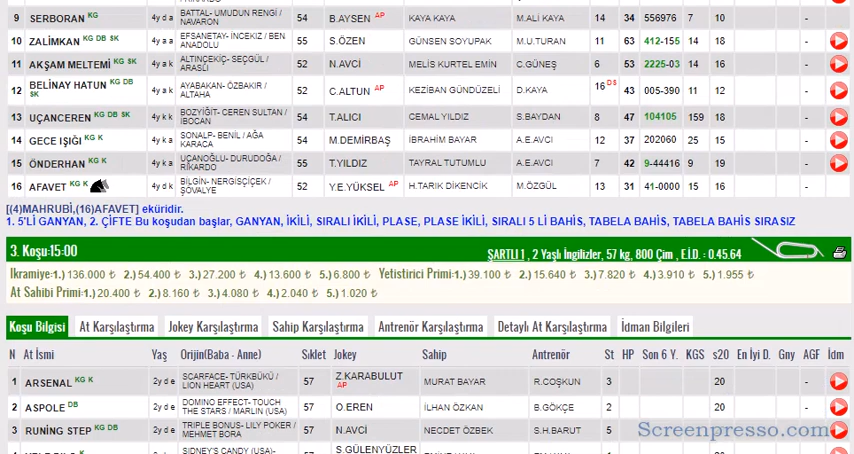 9 SERBORAN KG 4y d a BATTAL- UMUDUN RENGİ / NAVARON 54 B.AYSEN AP KAYA KAYA M.ALİ KAYA 14 34 556976 7 10 -
10 ZALİMKAN KG DB SK 4y a a EFSANETAY- İNCEKIZ / BEN ANADOLU 55 S.ÖZEN GÜNSEN SOYUPAK M.U.TURAN 11 63 412-155 14 18 -
11 AKŞAM MELTEMİ K SK 4y a k ALTINÇEKİÇ- SEÇGÜL / ARASLI 52 N.AVCİ MELİS KURTEL EMİN C.GÜNEŞ 6 53 2225-03 14 16 -
12 BELİNAY HATUN KG DB SK 4y a k AYABAKAN- ÖZBAKIR / ALTAHA 52 C.ALTUN AP KEZİBAN GÜNDÜZELİ D.KAYA 16 DS 43 005-390 11 12 -
13 UÇANCEREN KG DB SK 4y k k BOZYİĞİT- CEREN SULTAN / İBOCAN 54 T.ALICI CEMAL YILDIZ S.BAYDAN 8 47 104105 159 18 -
14 GECE IŞIĞI KG K 4y k a SONALP- BENİL / AĞA KARACA 54 M.DEMİRBAŞ İBRAHİM BAYAR A.E.AVCI 12 37 202060 25 15 -
15 ÖNDERHAN KG K 4y k a UÇANOĞLU- DURUDOĞA / RİKARDO 55 T.YILDIZ TAYRAL TUTUMLU A.E.AVCI 7 42 9-44416 9 19 -
16 AFAVET KG K 4y d k BİLGİN- NERGİSÇİÇEK / ŞOVALYE 52 Y.E.YÜKSEL AP H.TARIK DİKENCİK M.ÖZGÜL 13 31 41-0000 15 16 -
[(4)MAHRUBİ,(16)AFAVET] eküridir.
1. 5'Lİ GANYAN, 2. ÇİFTE Bu koşudan başlar, GANYAN, İKİLİ, SIRALI İKİLİ, PLASE, PLASE İKİLİ, SIRALI 5 Lİ BAHİS, TABELA BAHİS, TABELA BAHİS SIRASIZ
3. Koşu:15:00 ŞARTLI 1 , 2 Yaşlı İngilizler, 57 kg, 800 Çim , E.İ.D. : 0.45.64
Ikramiye:1.) 136.000 ₺ 2.) 54.400 ₺ 3.) 27.200 ₺ 4.) 13.600 ₺ 5.) 6.800 ₺ Yetistirici Primi:1.) 39.100 ₺ 2.) 15.640 ₺ 3.) 7.820 ₺ 4.) 3.910 ₺ 5.) 1.955 ₺
At Sahibi Primi:1.) 20.400 ₺ 2.) 8.160 ₺ 3.) 4.080 ₺ 4.) 2.040 ₺ 5.) 1.020 ₺
Koşu Bilgisi At Karşılaştırma Jokey Karşılaştırma Sahip Karşılaştırma Antrenör Karşılaştırma Detaylı At Karşılaştırma İdman Bilgileri
N At İsmi Yaş Orijin(Baba - Anne) Sıklet Jokey Sahip Antrenör St HP Son 6 Y. KGS s20 En İyi D. Gny AGF İdm
1 ARSENAL KG K 2y d e SCARFACE- TÜRKBÜKÜ / LION HEART (USA) 57 Z.KARABULUT AP MURAT BAYAR R.COŞKUN 3 20 -
2 ASPOLE DB 2y d e DOMINO EFFECT- TOUCH THE STARS / MARLIN (USA) 57 O.EREN İLHAN ÖZKAN B.GÖKÇE 2 20 -
3 RUNING STEP KG DB 2y d e TRIPLE BONUS- LILY POKER / MEHMET BORA 57 N.AVCİ NECDET ÖZBEK S.H.BARUT 5 20
SIDNEY'S CANDY (USA)- S.GÜLENYÜZLER
Screenpresso.com